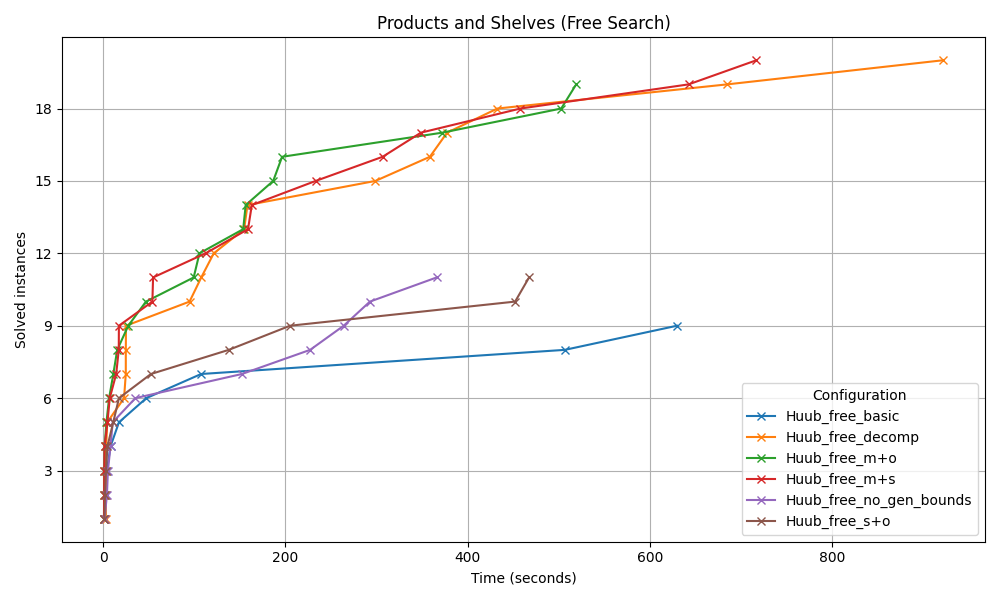 Products and Shelves (Free Search)
Solved instances
18
15
12
9
6
3
0 200 400 600 800
Time (seconds)
Configuration
Huub_free_basic
Huub_free_decomp
Huub_free_m+o
Huub_free_m+s
Huub_free_no_gen_bounds
Huub_free_s+o